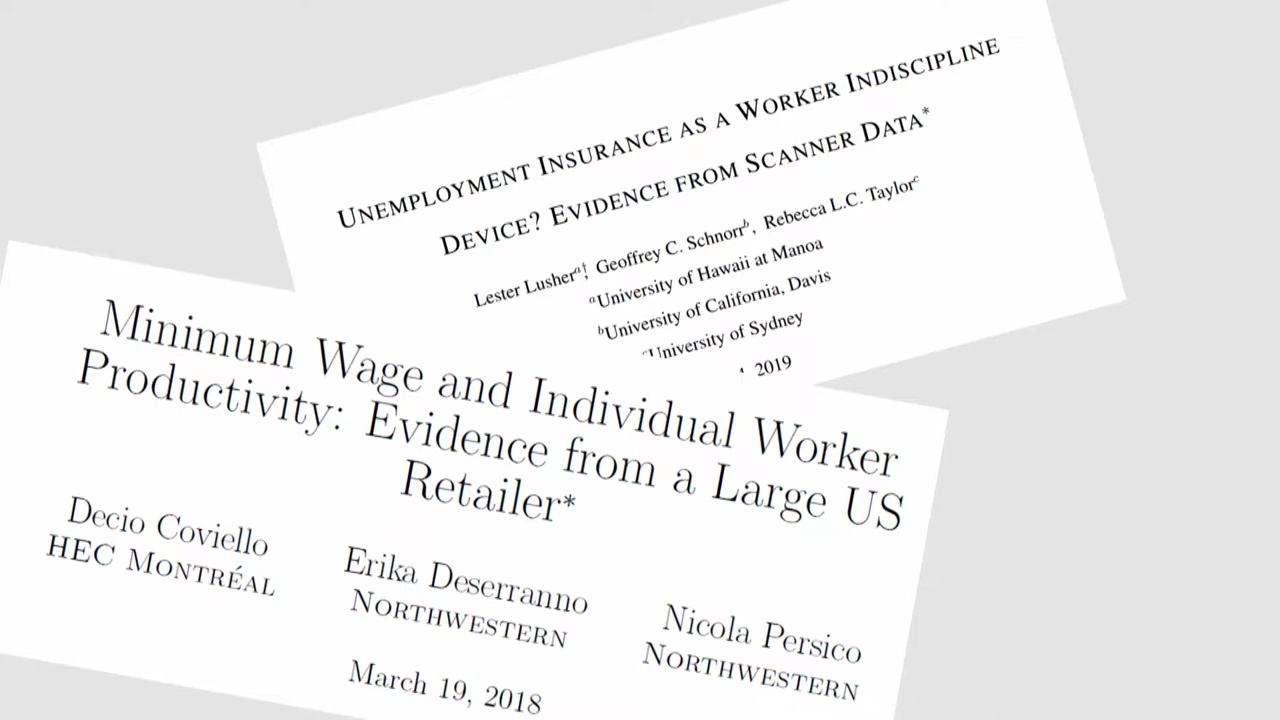 UNEMPLOYMENT INSURANCE AS A WORKER INDISCIPLINE
DEVICE? EVIDENCE FROM SCANNER DATA*
Lester Lusher^a†, Geoffrey C. Schnorr^b, Rebecca L.C. Taylor^c
^aUniversity of Hawaii at Manoa
^bUniversity of California, Davis
University of Sydney
2019
Minimum Wage and Individual Worker
Productivity: Evidence from a Large US
Retailer*
Decio Coviello
HEC MONTRÉAL
Erika Deserranno
NORTHWESTERN
Nicola Persico
NORTHWESTERN
March 19, 2018